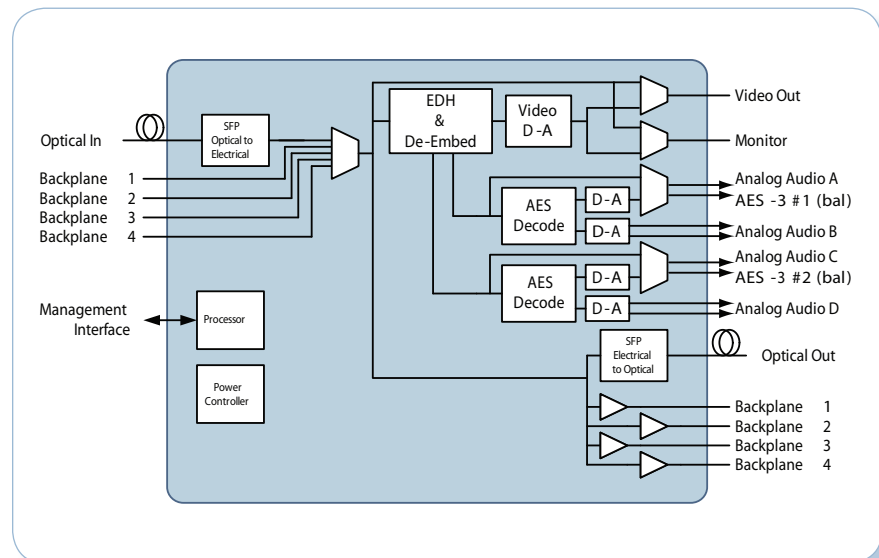 Optical In
SFP
Optical to
Electrical
Backplane 1
Backplane 2
Backplane 3
Backplane 4
Management
Interface
Processor
Power
Controller
EDH
&
De-Embed
Video
D -A
AES
Decode
D-A
D-A
AES
Decode
D-A
D-A
SFP
Electrical
to Optical
Video Out
Monitor
Analog Audio A
AES -3 #1 (bal)
Analog Audio B
Analog Audio C
AES -3 #2 (bal)
Analog Audio D
Optical Out
Backplane 1
Backplane 2
Backplane 3
Backplane 4